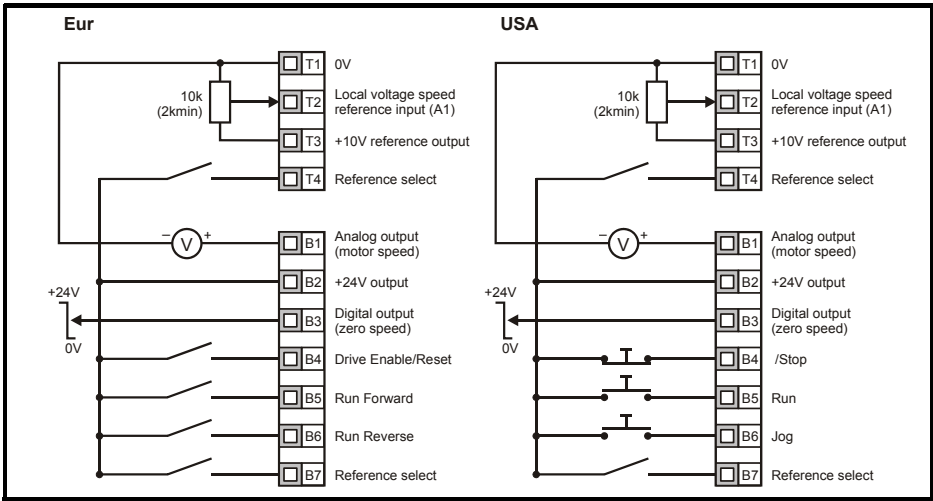 Eur
T1 0V
10k
(2kmin)
T2 Local voltage speed
reference input (A1)
T3 +10V reference output
T4 Reference select
– V +
B1 Analog output
(motor speed)
B2 +24V output
+24V
0V
B3 Digital output
(zero speed)
B4 Drive Enable/Reset
B5 Run Forward
B6 Run Reverse
B7 Reference select
USA
T1 0V
10k
(2kmin)
T2 Local voltage speed
reference input (A1)
T3 +10V reference output
T4 Reference select
– V +
B1 Analog output
(motor speed)
B2 +24V output
+24V
0V
B3 Digital output
(zero speed)
B4 /Stop
B5 Run
B6 Jog
B7 Reference select